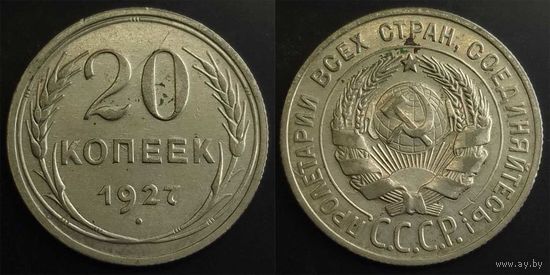 20
КОПЕЕК
1927
ПРОЛЕТАРИИ ВСЕХ СТРАН, СОЕДИНЯЙТЕСЬ!
С.С.С.Р.
www.ay.by